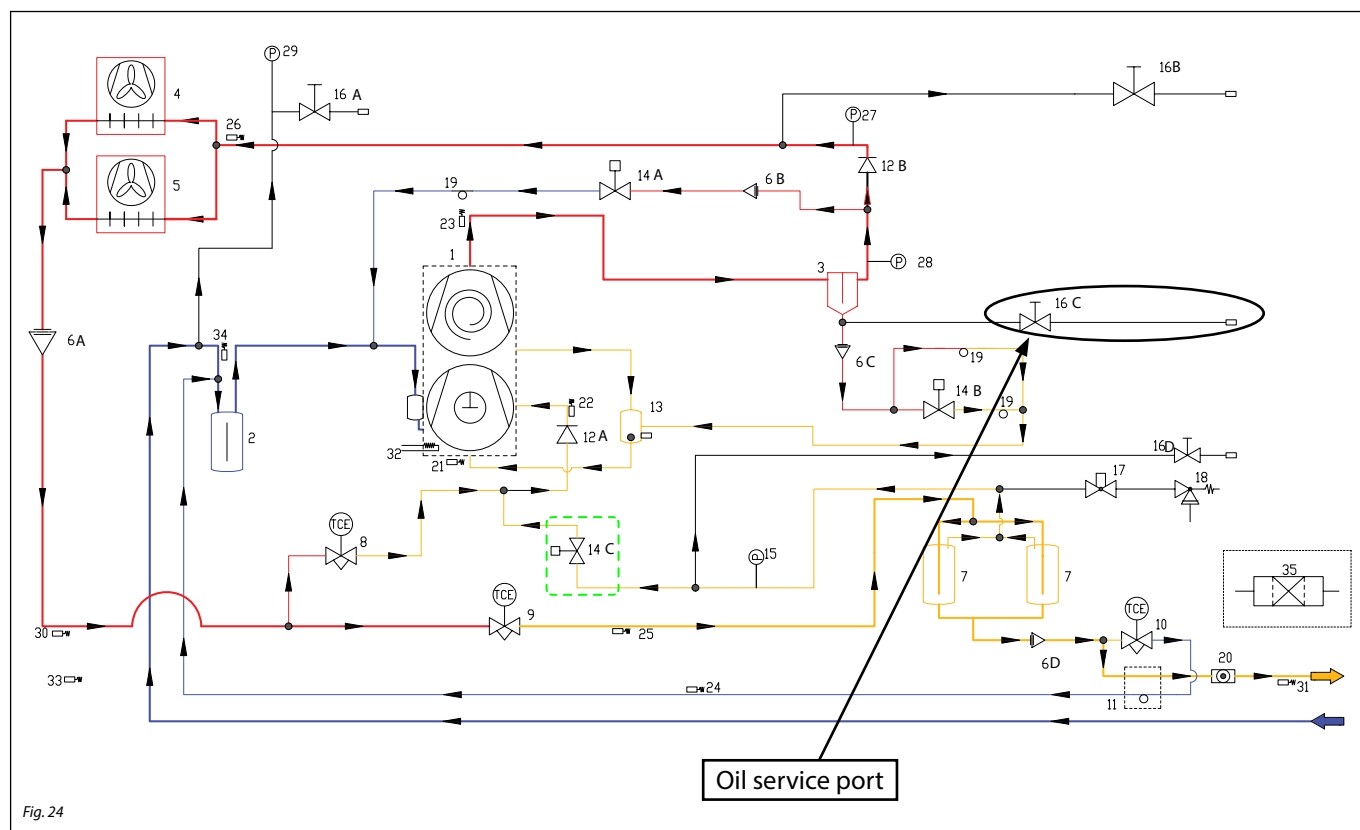 P 29
16 A
16B
4
26
P 27
12 B
5
19
14 A
6 B
23
1
3
P 28
16 C
6A
34
6 C
19
22
13
14 B
19
2
12 A
32
21
16D
17
18
TCE
8
14 C
P 15
7
7
35
TCE
9
TCE
10
30
25
6D
20
33
24
11
31
Oil service port
Fig. 24